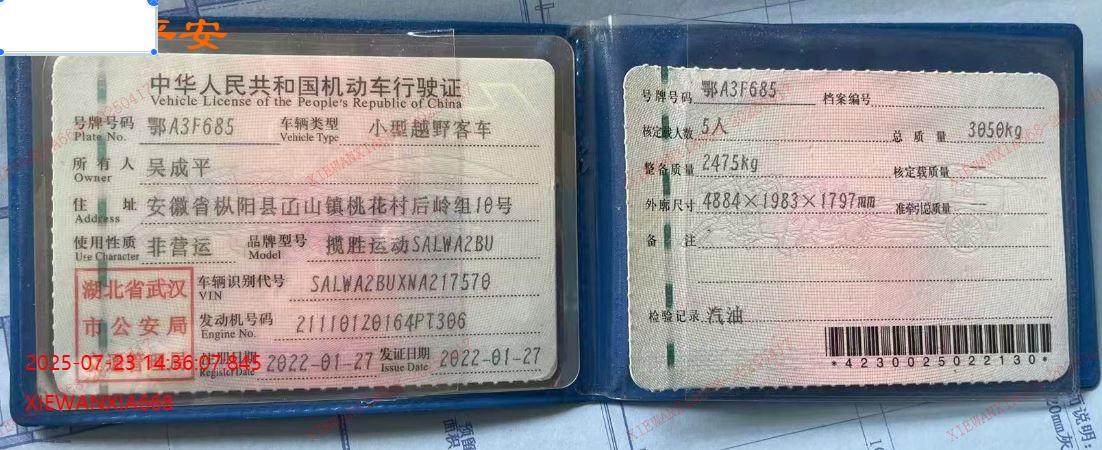 平安
中华人民共和国机动车行驶证
Vehicle License of the People's Republic of China
号牌号码 鄂A3F685 车辆类型 小型越野客车
Plate No. Vehicle Type
所有人 吴成平
Owner
住址 安徽省枞阳县㐭山镇桃花村后岭组10号
Address
使用性质 非营运 品牌型号 揽胜运动SALWA2BU
Use Character Model
湖北省武汉
市公安局
车辆识别代号 SALWA2BUXNA217570
VIN
发动机号码 211101Z0164PT306
Engine No.
注册日期 2022-01-27 发证日期 2022-01-27
Register Date Issue Date
2025-07-23 14:36:07.845
XIEWANXIA668
号牌号码 鄂A3F685 档案编号
核定载人数 5人 总质量 3050kg
整备质量 2475kg 核定载质量 —
外廓尺寸 4884×1983×1797mm 准牵引总质量 —
备注
检验记录 汽油
*4230025022130*
20mm